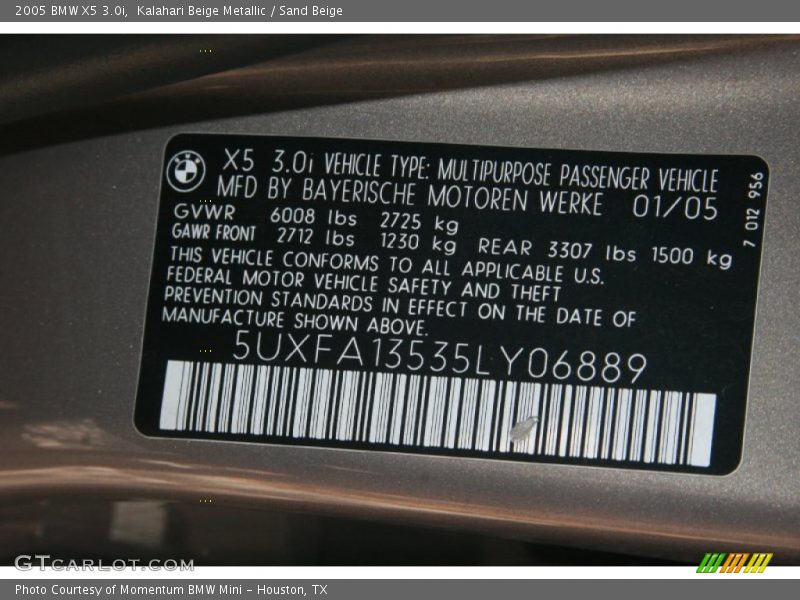 2005 BMW X5 3.0i, Kalahari Beige Metallic / Sand Beige
X5 3.0i VEHICLE TYPE: MULTIPURPOSE PASSENGER VEHICLE
MFD BY BAYERISCHE MOTOREN WERKE 01/05
GVWR 6008 lbs 2725 kg
GAWR FRONT 2712 lbs 1230 kg REAR 3307 lbs 1500 kg
THIS VEHICLE CONFORMS TO ALL APPLICABLE U.S.
FEDERAL MOTOR VEHICLE SAFETY AND THEFT
PREVENTION STANDARDS IN EFFECT ON THE DATE OF
MANUFACTURE SHOWN ABOVE.
5UXFA13535LY06889
7 012 956
GTCARLOT.COM
Photo Courtesy of Momentum BMW Mini - Houston, TX